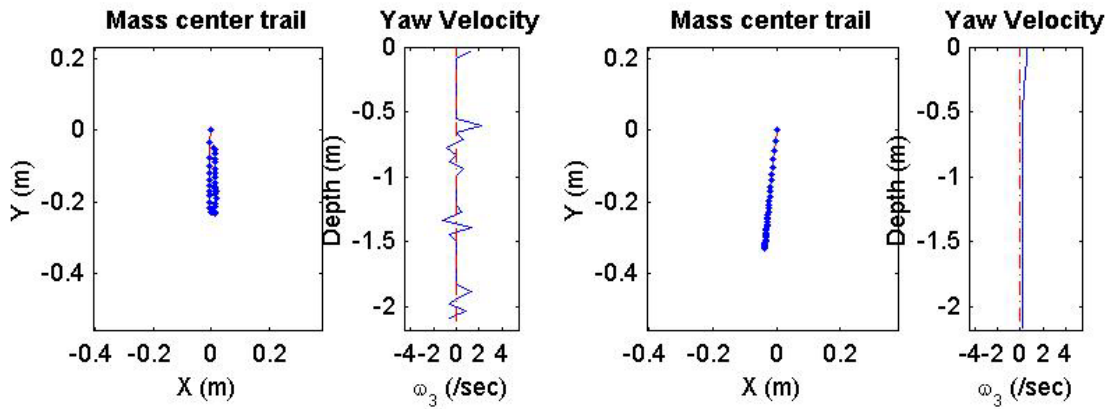 Mass center trail
Yaw Velocity
Mass center trail
Yaw Velocity
0.2
0
-0.2
-0.4
Y (m)
-0.4 -0.2 0 0.2
X (m)
0
-0.5
-1
-1.5
-2
Depth (m)
-4 -2 0 2 4
ω_3 (/sec)
0.2
0
-0.2
-0.4
Y (m)
-0.4 -0.2 0 0.2
X (m)
0
-0.5
-1
-1.5
-2
Depth (m)
-4 -2 0 2 4
ω_3 (/sec)